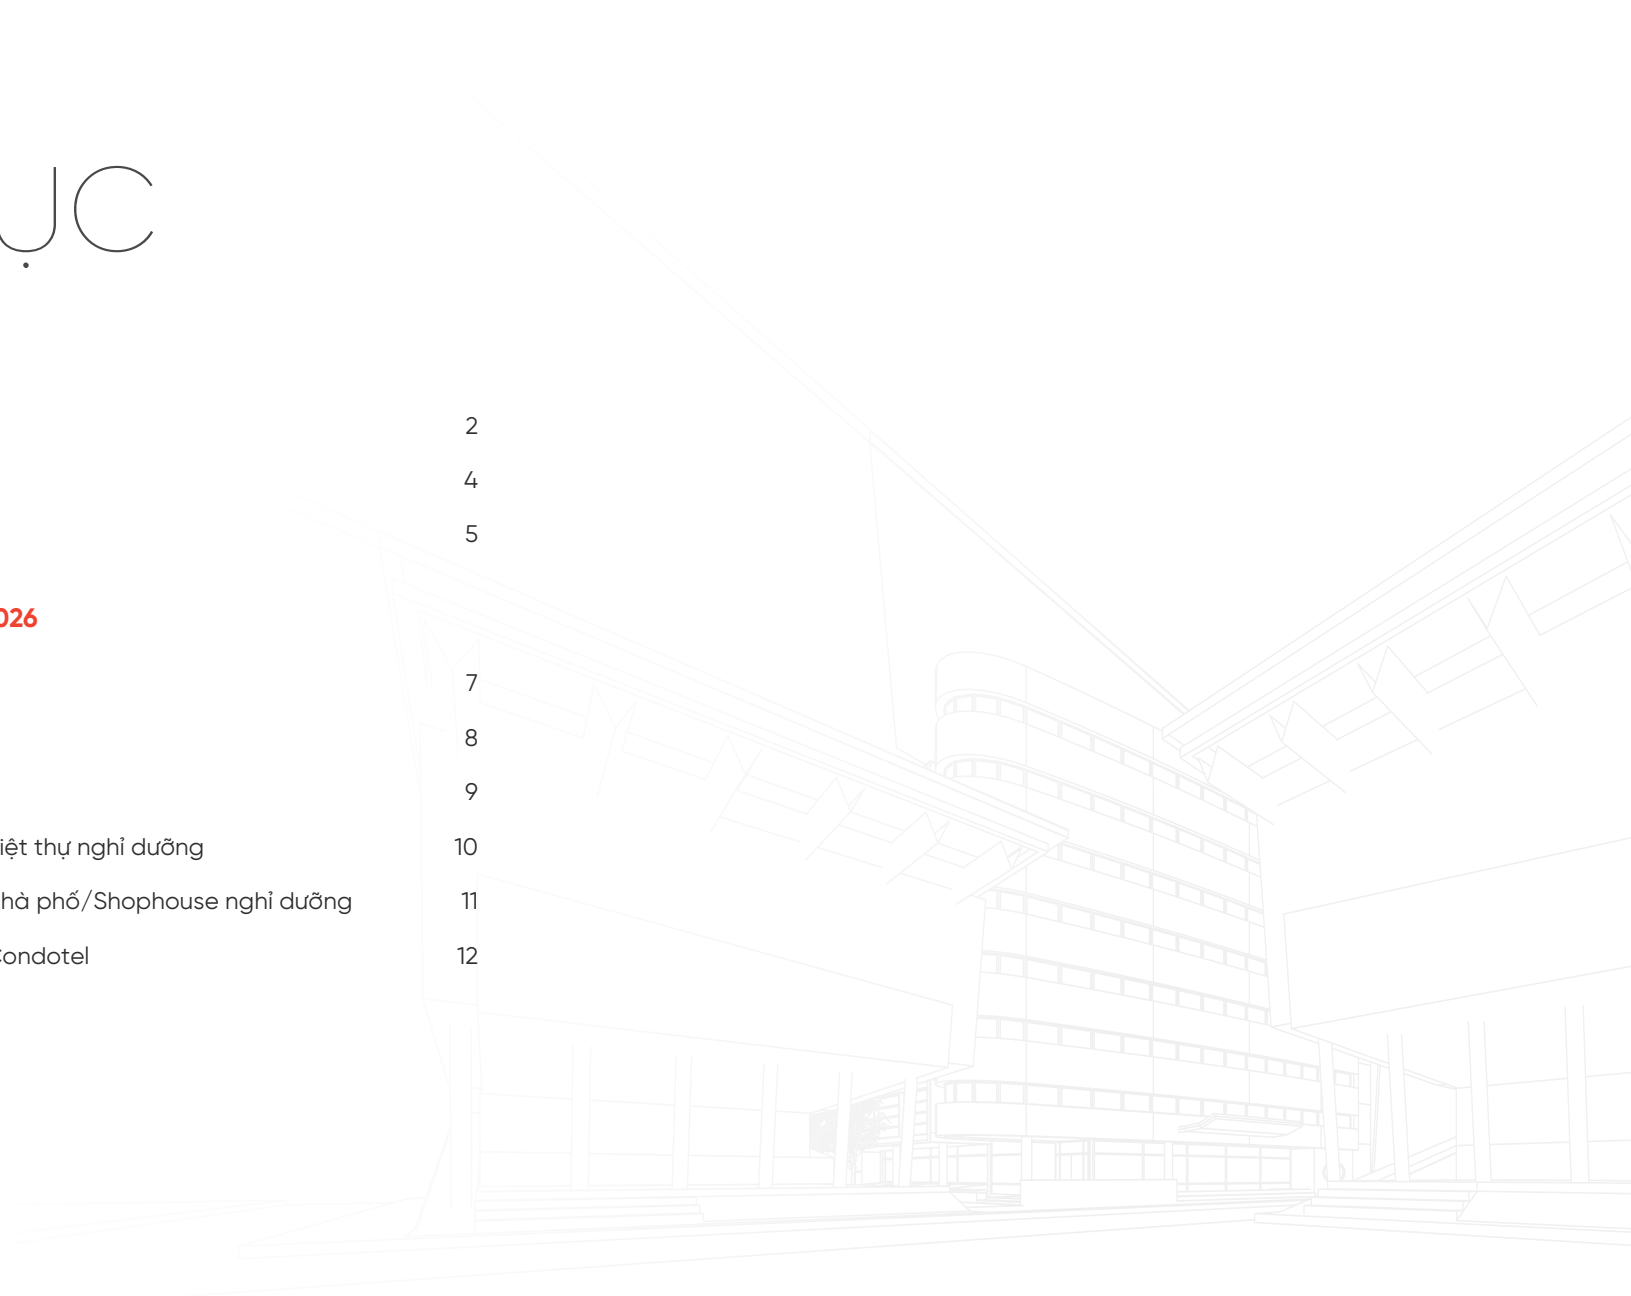 ỤC
2
4
5
026
7
8
9
iệt thự nghỉ dưỡng 10
hà phố/Shophouse nghỉ dưỡng 11
Condotel 12